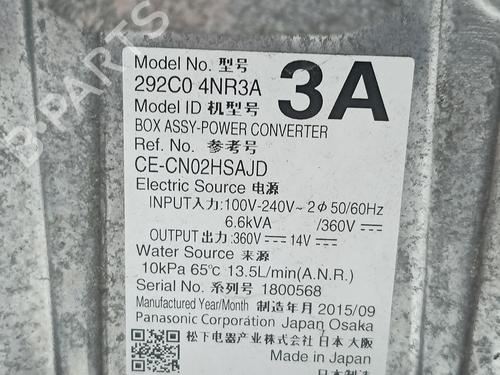 Model No. 型号
292C0 4NR3A
3A
Model ID 机型号
BOX ASSY-POWER CONVERTER
Ref. No. 参考号
CE-CN02HSAJD
Electric Source 电源
INPUT入力:100V-240V~ 2Φ 50/60Hz
6.6kVA /360V⎓
OUTPUT出力:360V⎓ 14V⎓
Water Source 来源
10kPa 65℃ 13.5L/min(A.N.R.)
Serial No. 系列号 1800568
Manufactured Year/Month 制造年月 2015/09
Panasonic Corporation Japan Osaka
松下电器产业株式会社 日本 大阪
Made in Japan
日本制造
B-PARTS